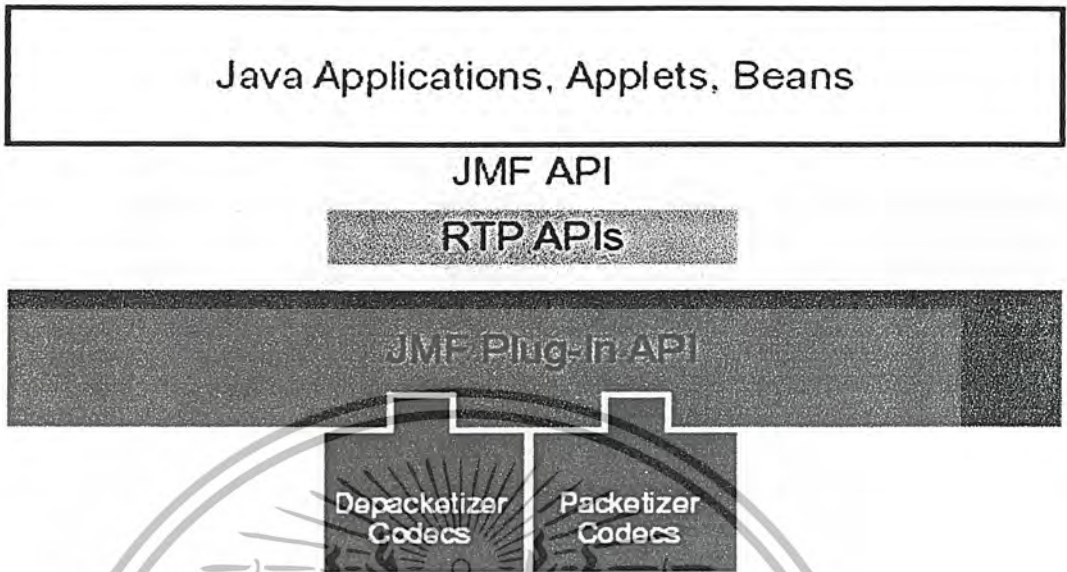 Java Applications, Applets, Beans
JMF API
RTP APIs
JMF Plug-In API
Depacketizer
Codecs
Packetizer
Codecs